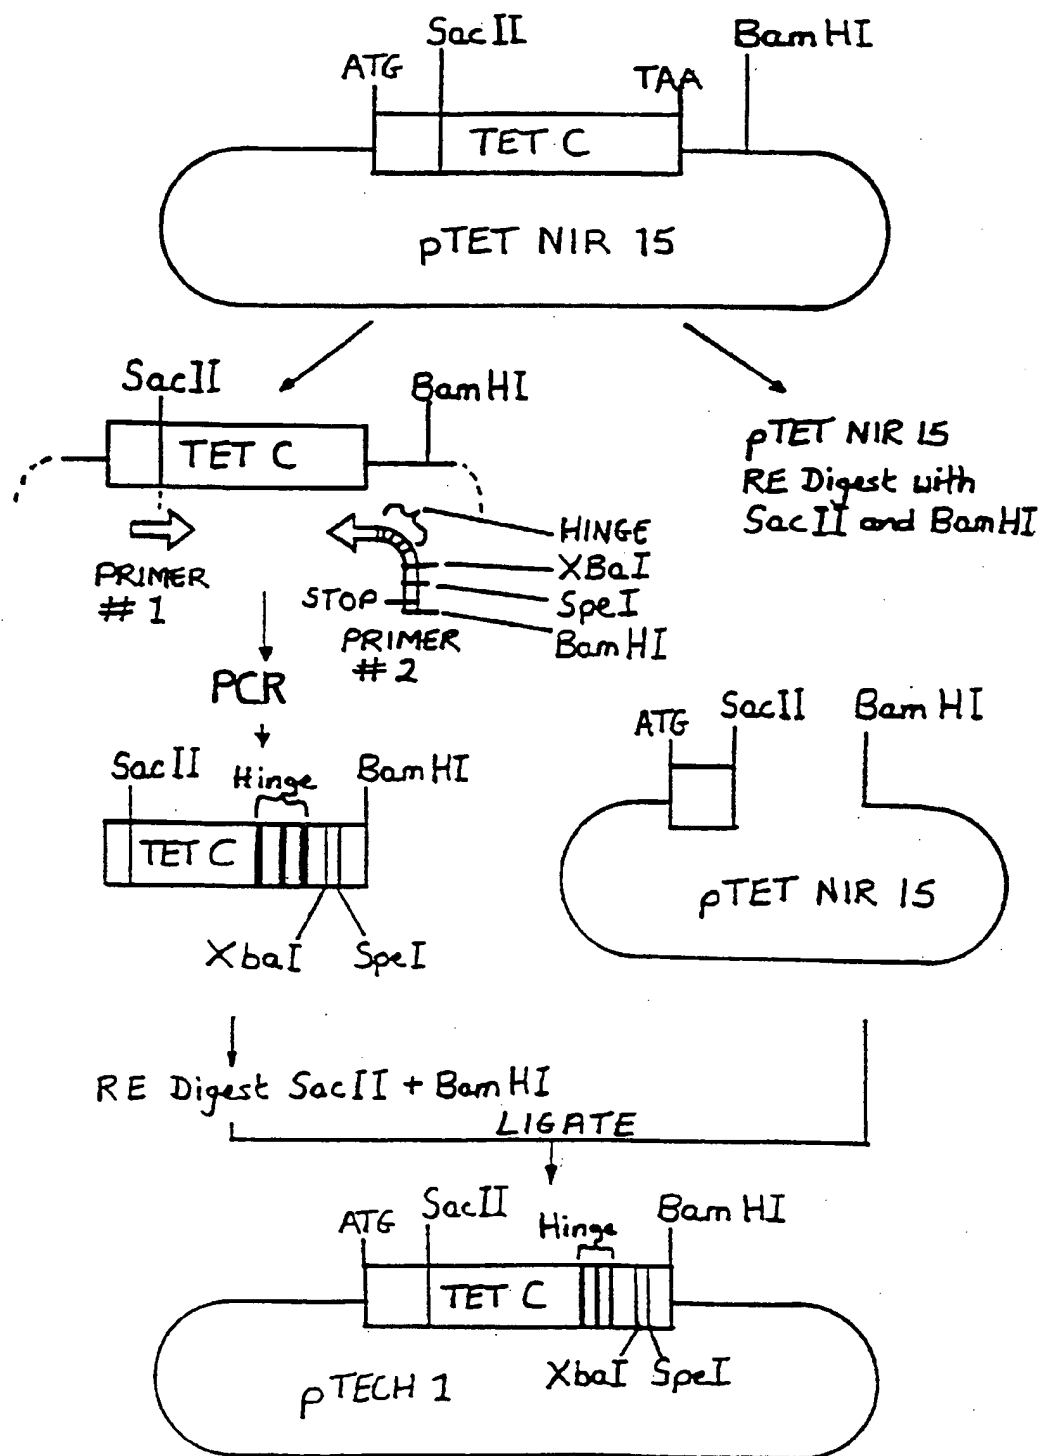 SacII
BamHI
ATG
TAA
TET C
pTET NIR 15
SacII
BamHI
TET C
pTET NIR 15
RE Digest with
SacII and BamHI
HINGE
XBaI
SpeI
BamHI
STOP
PRIMER
# 1
PRIMER
# 2
PCR
SacII
Hinge
BamHI
TET C
XbaI
SpeI
ATG
SacII
BamHI
pTET NIR 15
RE Digest SacII + BamHI
LIGATE
ATG
SacII
Hinge
BamHI
TET C
XbaI
SpeI
pTECH 1